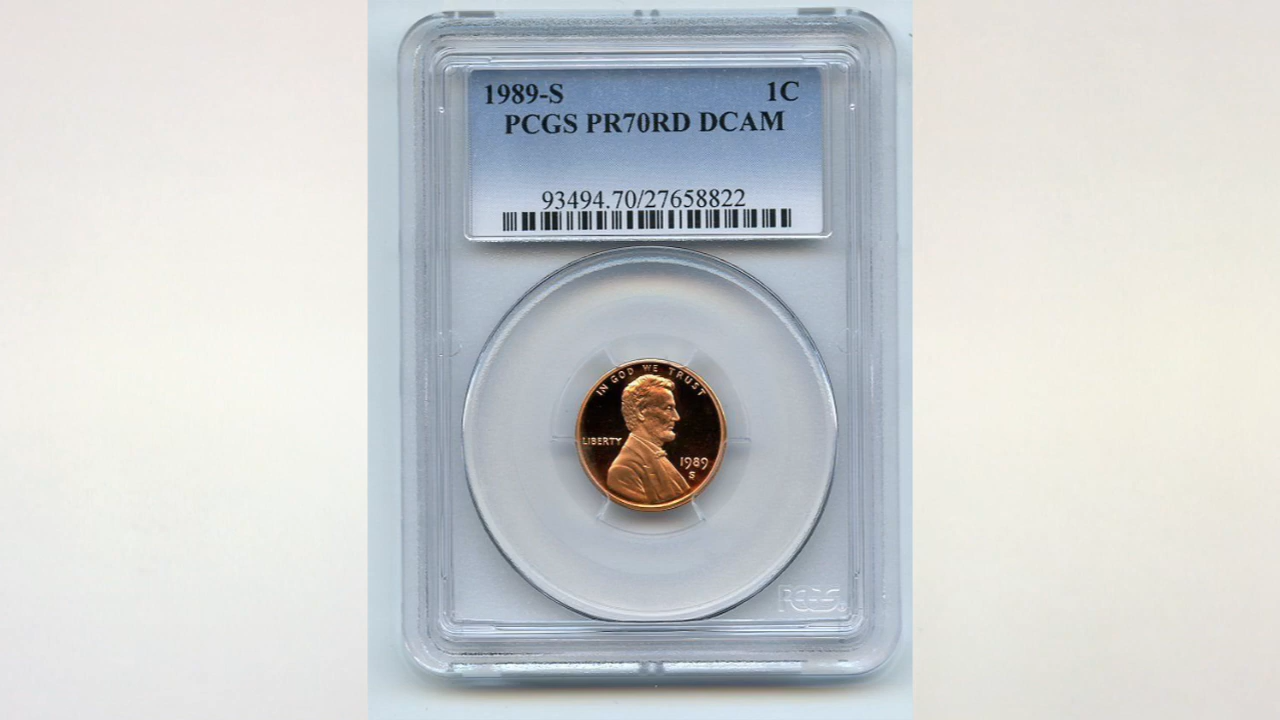 1989-S 1C
PCGS PR70RD DCAM
93494.70/27658822
IN GOD WE TRUST
LIBERTY
1989
S
PCGS